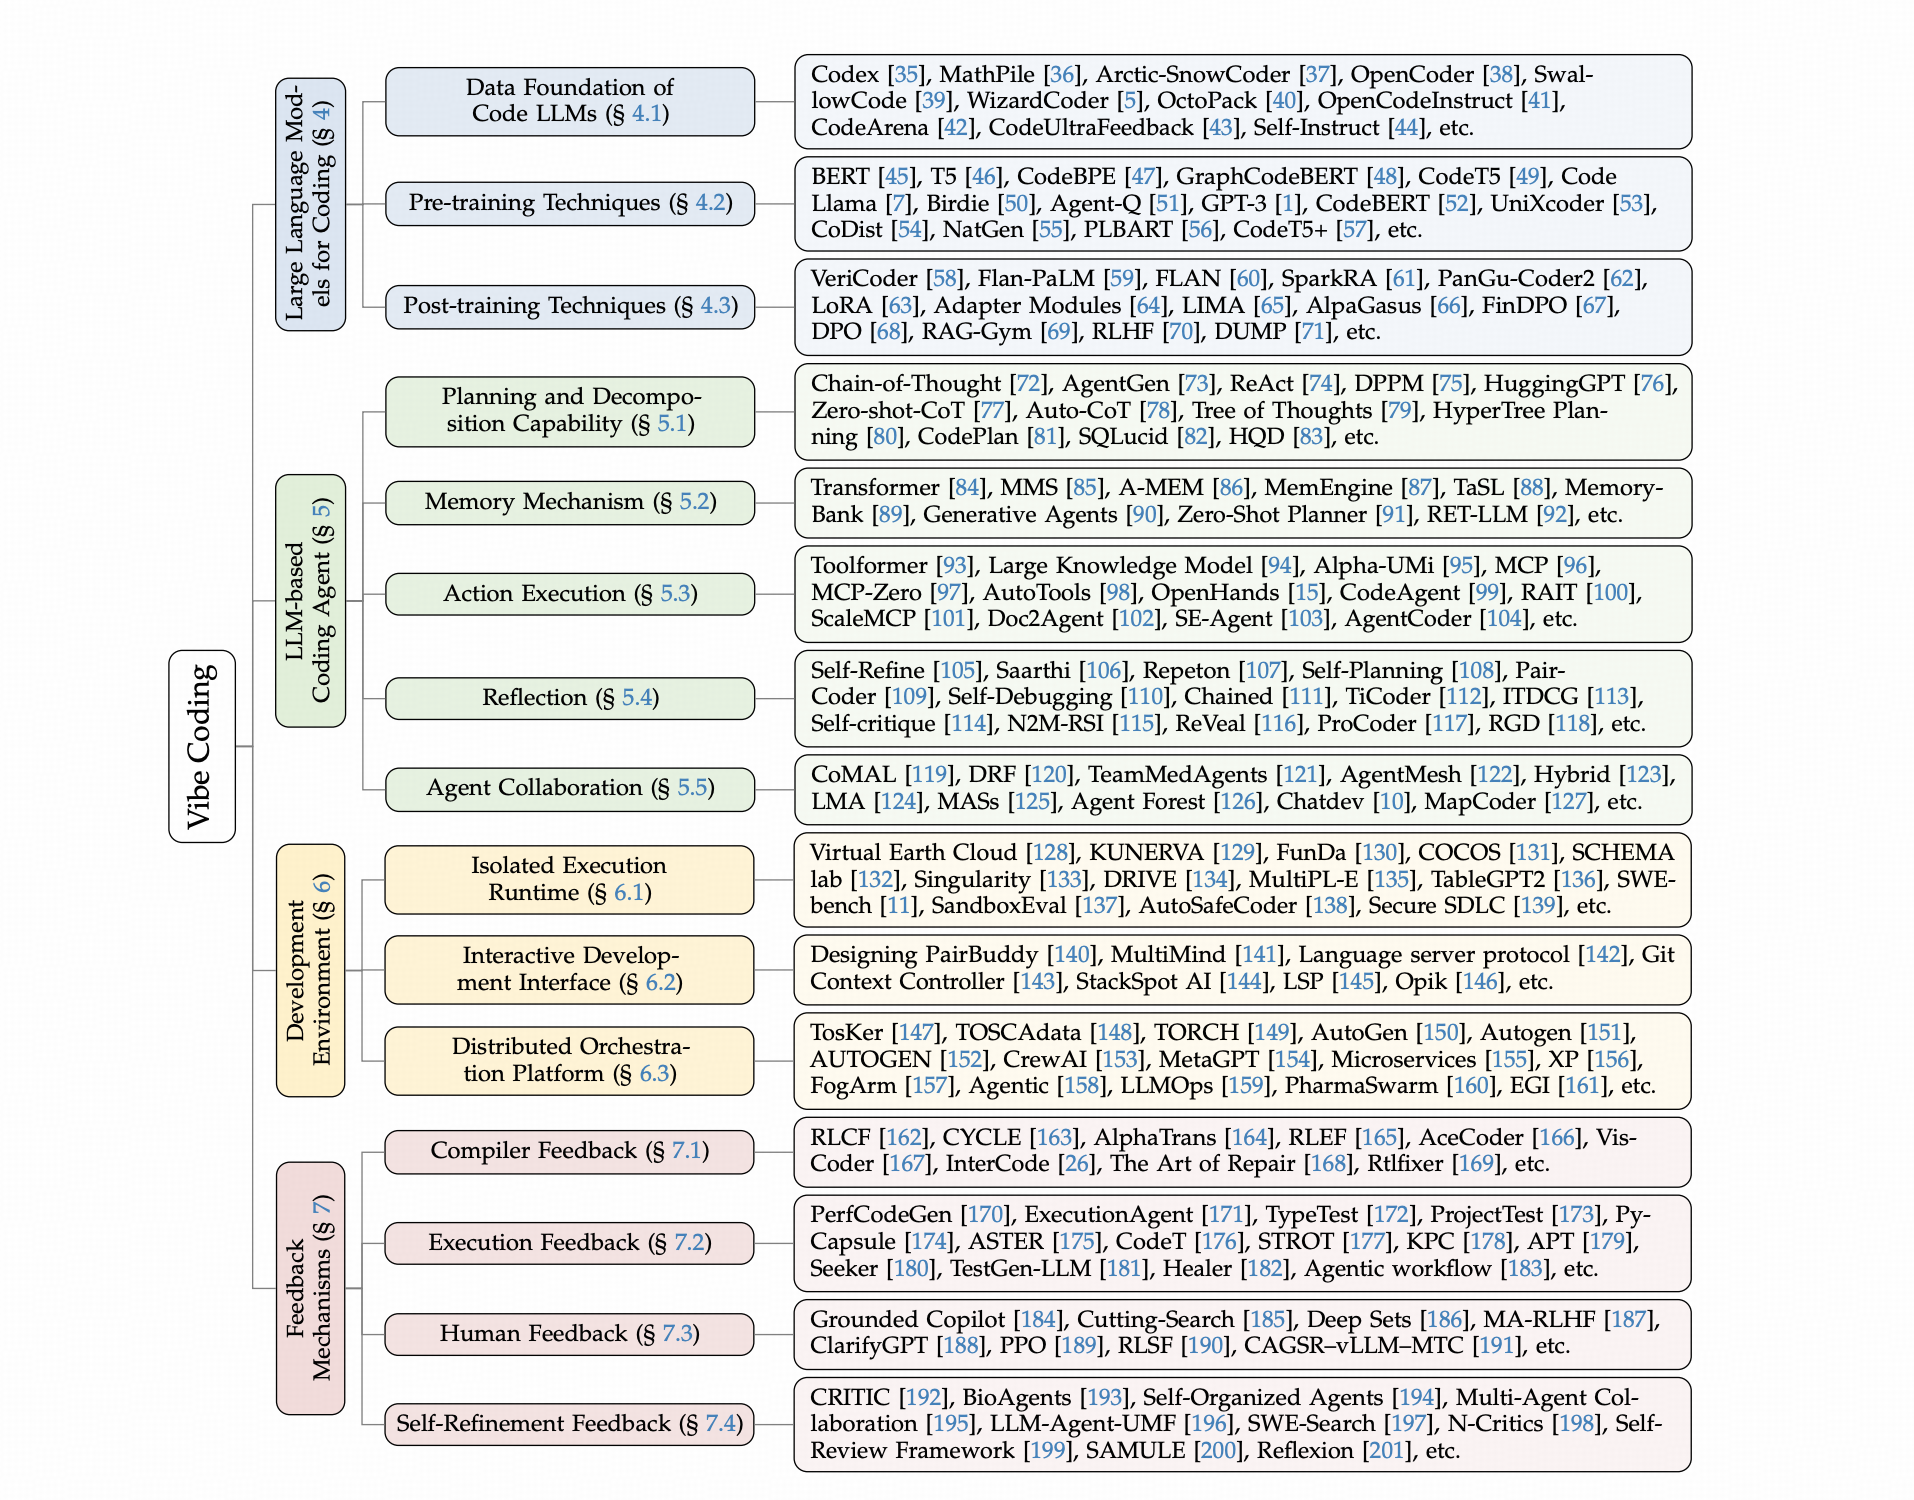 Vibe Coding
Large Language Mod-
els for Coding (§ 4)
Data Foundation of
Code LLMs (§ 4.1)
Codex [35], MathPile [36], Arctic-SnowCoder [37], OpenCoder [38], Swal-
lowCode [39], WizardCoder [5], OctoPack [40], OpenCodeInstruct [41],
CodeArena [42], CodeUltraFeedback [43], Self-Instruct [44], etc.
Pre-training Techniques (§ 4.2)
BERT [45], T5 [46], CodeBPE [47], GraphCodeBERT [48], CodeT5 [49], Code
Llama [7], Birdie [50], Agent-Q [51], GPT-3 [1], CodeBERT [52], UniXcoder [53],
CoDist [54], NatGen [55], PLBART [56], CodeT5+ [57], etc.
Post-training Techniques (§ 4.3)
VeriCoder [58], Flan-PaLM [59], FLAN [60], SparkRA [61], PanGu-Coder2 [62],
LoRA [63], Adapter Modules [64], LIMA [65], AlpaGasus [66], FinDPO [67],
DPO [68], RAG-Gym [69], RLHF [70], DUMP [71], etc.
LLM-based
Coding Agent (§ 5)
Planning and Decompo-
sition Capability (§ 5.1)
Chain-of-Thought [72], AgentGen [73], ReAct [74], DPPM [75], HuggingGPT [76],
Zero-shot-CoT [77], Auto-CoT [78], Tree of Thoughts [79], HyperTree Plan-
ning [80], CodePlan [81], SQLucid [82], HQD [83], etc.
Memory Mechanism (§ 5.2)
Transformer [84], MMS [85], A-MEM [86], MemEngine [87], TaSL [88], Memory-
Bank [89], Generative Agents [90], Zero-Shot Planner [91], RET-LLM [92], etc.
Action Execution (§ 5.3)
Toolformer [93], Large Knowledge Model [94], Alpha-UMi [95], MCP [96],
MCP-Zero [97], AutoTools [98], OpenHands [15], CodeAgent [99], RAIT [100],
ScaleMCP [101], Doc2Agent [102], SE-Agent [103], AgentCoder [104], etc.
Reflection (§ 5.4)
Self-Refine [105], Saarthi [106], Repeton [107], Self-Planning [108], Pair-
Coder [109], Self-Debugging [110], Chained [111], TiCoder [112], ITDCG [113],
Self-critique [114], N2M-RSI [115], ReVeal [116], ProCoder [117], RGD [118], etc.
Agent Collaboration (§ 5.5)
CoMAL [119], DRF [120], TeamMedAgents [121], AgentMesh [122], Hybrid [123],
LMA [124], MASs [125], Agent Forest [126], Chatdev [10], MapCoder [127], etc.
Development
Environment (§ 6)
Isolated Execution
Runtime (§ 6.1)
Virtual Earth Cloud [128], KUNERVA [129], FunDa [130], COCOS [131], SCHEMA
lab [132], Singularity [133], DRIVE [134], MultiPL-E [135], TableGPT2 [136], SWE-
bench [11], SandboxEval [137], AutoSafeCoder [138], Secure SDLC [139], etc.
Interactive Develop-
ment Interface (§ 6.2)
Designing PairBuddy [140], MultiMind [141], Language server protocol [142], Git
Context Controller [143], StackSpot AI [144], LSP [145], Opik [146], etc.
Distributed Orchestra-
tion Platform (§ 6.3)
TosKer [147], TOSCAdata [148], TORCH [149], AutoGen [150], Autogen [151],
AUTOGEN [152], CrewAI [153], MetaGPT [154], Microservices [155], XP [156],
FogArm [157], Agentic [158], LLMOps [159], PharmaSwarm [160], EGI [161], etc.
Feedback
Mechanisms (§ 7)
Compiler Feedback (§ 7.1)
RLCF [162], CYCLE [163], AlphaTrans [164], RLEF [165], AceCoder [166], Vis-
Coder [167], InterCode [26], The Art of Repair [168], Rtlfixer [169], etc.
Execution Feedback (§ 7.2)
PerfCodeGen [170], ExecutionAgent [171], TypeTest [172], ProjectTest [173], Py-
Capsule [174], ASTER [175], CodeT [176], STROT [177], KPC [178], APT [179],
Seeker [180], TestGen-LLM [181], Healer [182], Agentic workflow [183], etc.
Human Feedback (§ 7.3)
Grounded Copilot [184], Cutting-Search [185], Deep Sets [186], MA-RLHF [187],
ClarifyGPT [188], PPO [189], RLSF [190], CAGSR–vLLM–MTC [191], etc.
Self-Refinement Feedback (§ 7.4)
CRITIC [192], BioAgents [193], Self-Organized Agents [194], Multi-Agent Col-
laboration [195], LLM-Agent-UMF [196], SWE-Search [197], N-Critics [198], Self-
Review Framework [199], SAMULE [200], Reflexion [201], etc.